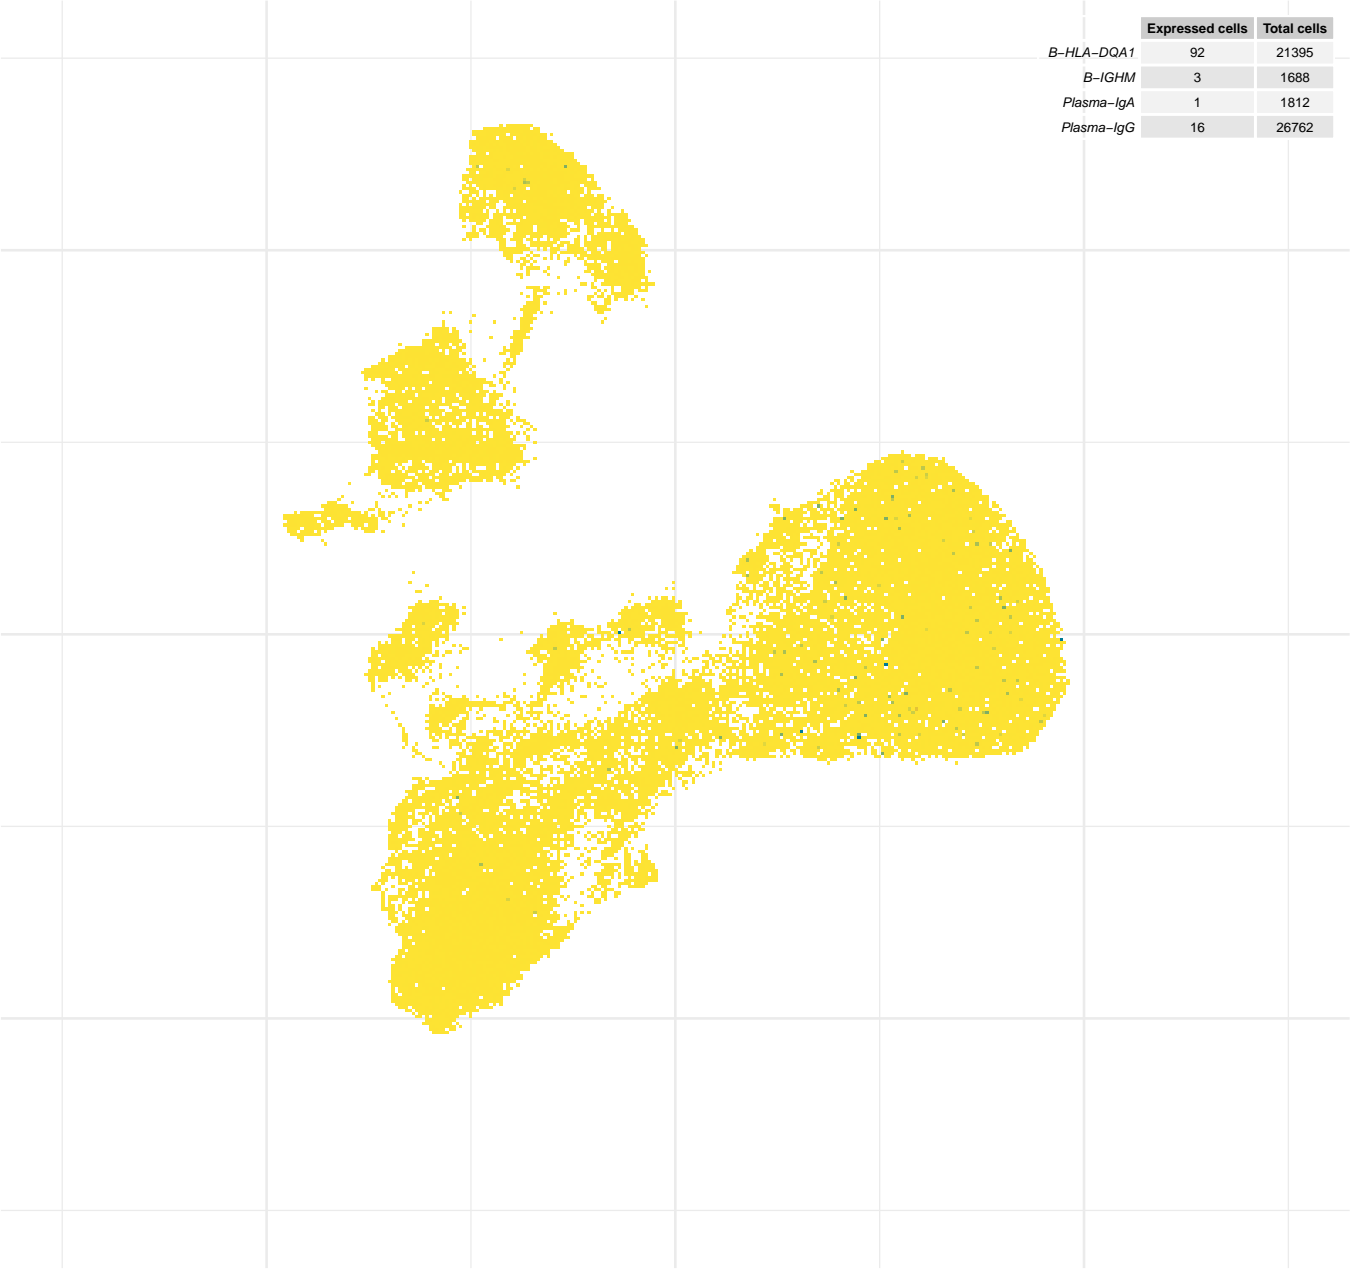 Expressed cells Total cells
B−HLA−DQA1 92 21395
B−IGHM 3 1688
Plasma−IgA 1 1812
Plasma−IgG 16 26762